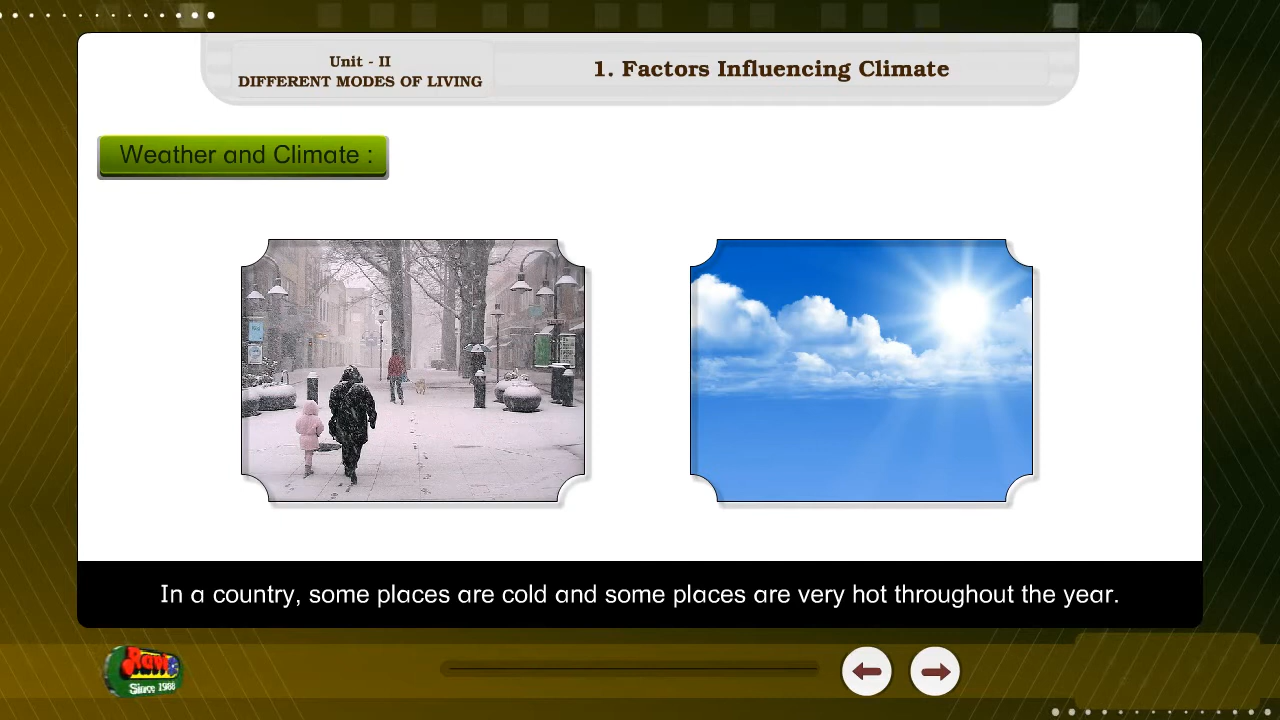 Unit - II
DIFFERENT MODES OF LIVING
1. Factors Influencing Climate
Weather and Climate :
In a country, some places are cold and some places are very hot throughout the year.
Since 1988